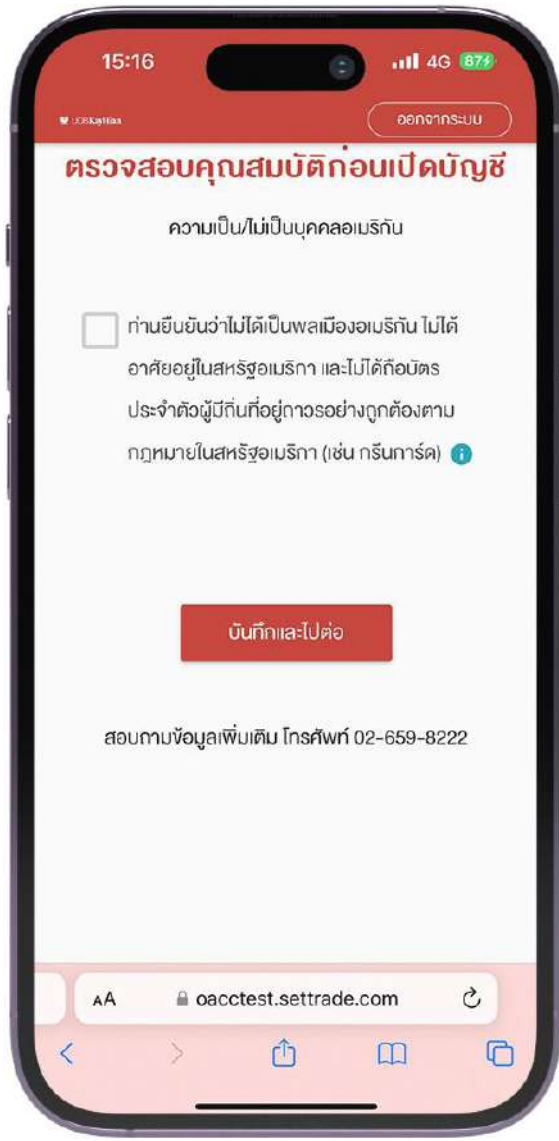 15:16
4G 87
UOBKayHian
ออกจากระบบ
ตรวจสอบคุณสมบัติก่อนเปิดบัญชี
ความเป็น/ไม่เป็นบุคคลอเมริกัน
ท่านยืนยันว่าไม่ได้เป็นพลเมืองอเมริกัน ไม่ได้
อาศัยอยู่ในสหรัฐอเมริกา และไม่ได้ถือบัตร
ประจำตัวผู้มีถิ่นที่อยู่ถาวรอย่างถูกต้องตาม
กฎหมายในสหรัฐอเมริกา (เช่น กรีนการ์ด) i
บันทึกและไปต่อ
สอบถามข้อมูลเพิ่มเติม โทรศัพท์ 02-659-8222
AA oacctest.settrade.com